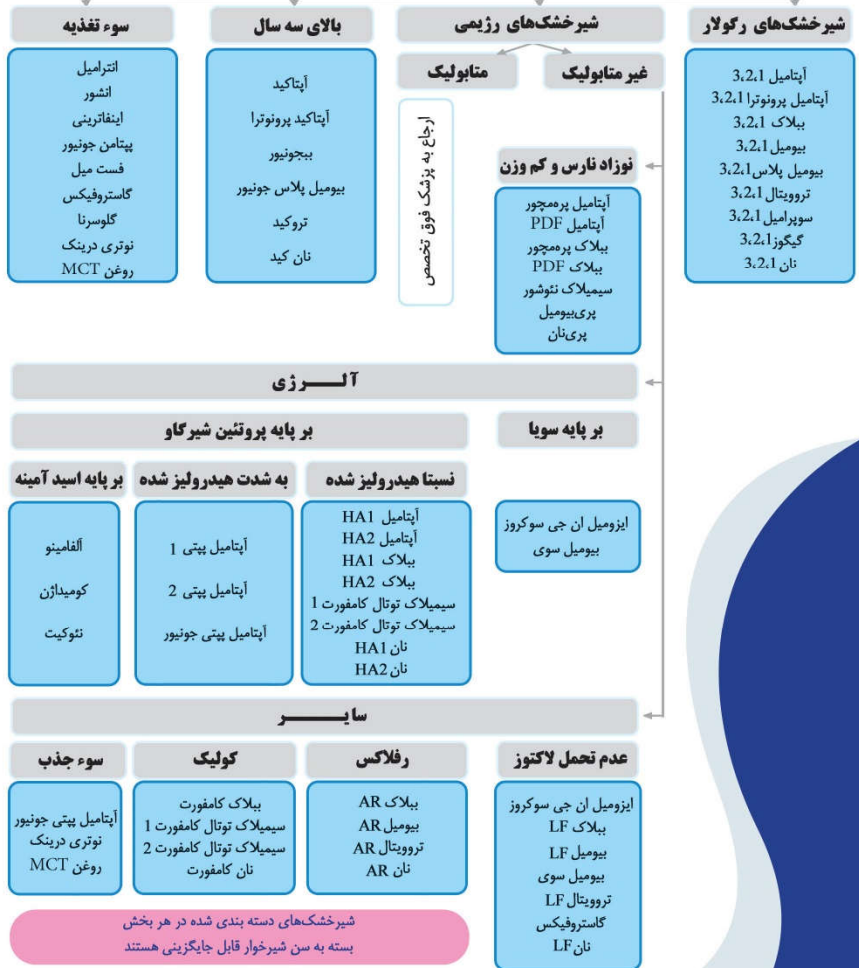 شیرخشک‌های رگولار
آپتامیل 3،2،1
آپتامیل پرونوترا 3،2،1
ببلاک 3،2،1
بیومیل 3،2،1
بیومیل پلاس 3،2،1
تروویتال 3،2،1
سوپرامیل 3،2،1
گیگوز 3،2،1
نان 3،2،1
شیرخشک‌های رژیمی
غیر متابولیک
متابولیک
ارجاع به پزشک فوق تخصص
نوزاد نارس و کم وزن
آپتامیل پره‌مچور
آپتامیل PDF
ببلاک پره‌مچور
ببلاک PDF
سیمیلاک نئوشور
پری‌بیومیل
پری‌نان
بالای سه سال
آپتاکید
آپتاکید پرونوترا
ببجونیور
بیومیل پلاس جونیور
تروکید
نان کید
سوء تغذیه
انترامیل
انشور
اینفاترینی
پپتامن جونیور
فست میل
گاستروفیکس
گلوسرنا
نوتری درینک
روغن MCT
آلــــرژی
بر پایه سویا
ایزومیل ان جی سوکروز
بیومیل سوی
بر پایه پروتئین شیرگاو
نسبتا هیدرولیز شده
آپتامیل HA1
آپتامیل HA2
ببلاک HA1
ببلاک HA2
سیمیلاک توتال کامفورت 1
سیمیلاک توتال کامفورت 2
نان HA1
نان HA2
به شدت هیدرولیز شده
آپتامیل پپتی 1
آپتامیل پپتی 2
آپتامیل پپتی جونیور
بر پایه اسید آمینه
آلفامینو
کومیداژن
نئوکیت
سایــــر
عدم تحمل لاکتوز
ایزومیل ان جی سوکروز
ببلاک LF
بیومیل LF
بیومیل سوی
تروویتال LF
گاستروفیکس
نان LF
رفلاکس
ببلاک AR
بیومیل AR
تروویتال AR
نان AR
کولیک
ببلاک کامفورت
سیمیلاک توتال کامفورت 1
سیمیلاک توتال کامفورت 2
نان کامفورت
سوء جذب
آپتامیل پپتی جونیور
نوتری درینک
روغن MCT
شیرخشک‌های دسته بندی شده در هر بخش
بسته به سن شیرخوار قابل جایگزینی هستند